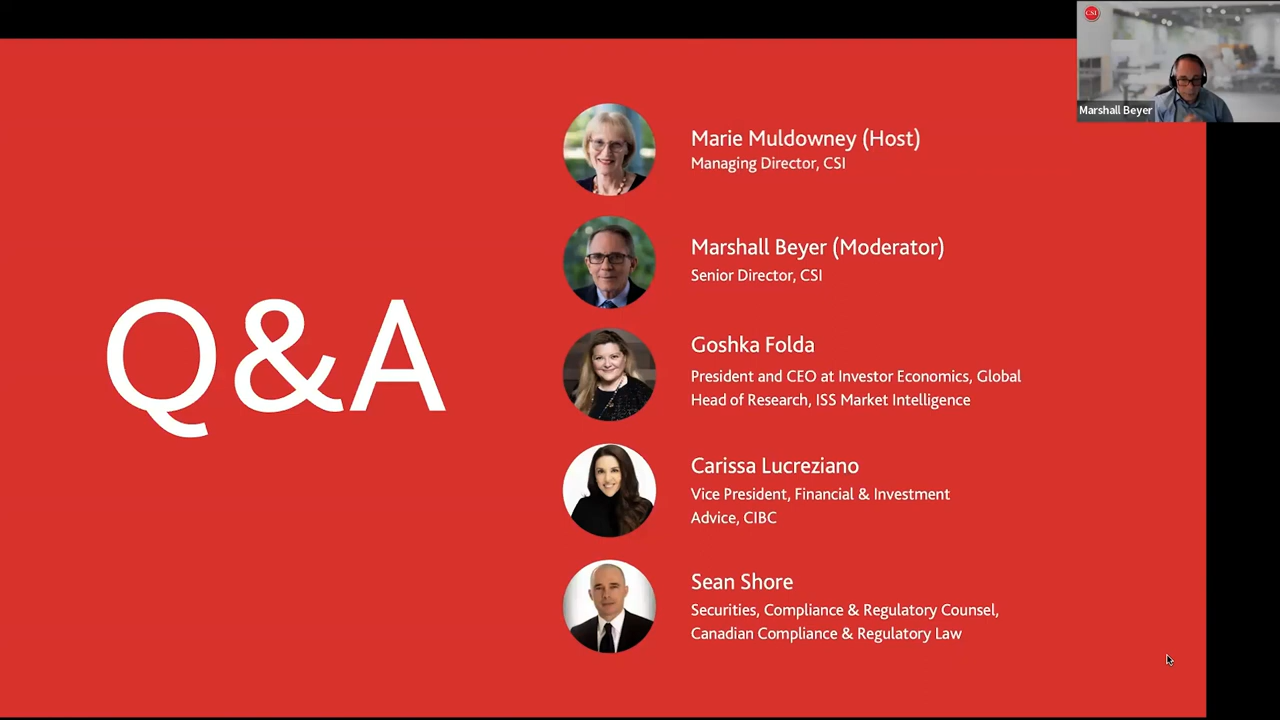 CSI
Marshall Beyer
Q&A
Marie Muldowney (Host)
Managing Director, CSI
Marshall Beyer (Moderator)
Senior Director, CSI
Goshka Folda
President and CEO at Investor Economics, Global
Head of Research, ISS Market Intelligence
Carissa Lucreziano
Vice President, Financial & Investment
Advice, CIBC
Sean Shore
Securities, Compliance & Regulatory Counsel,
Canadian Compliance & Regulatory Law